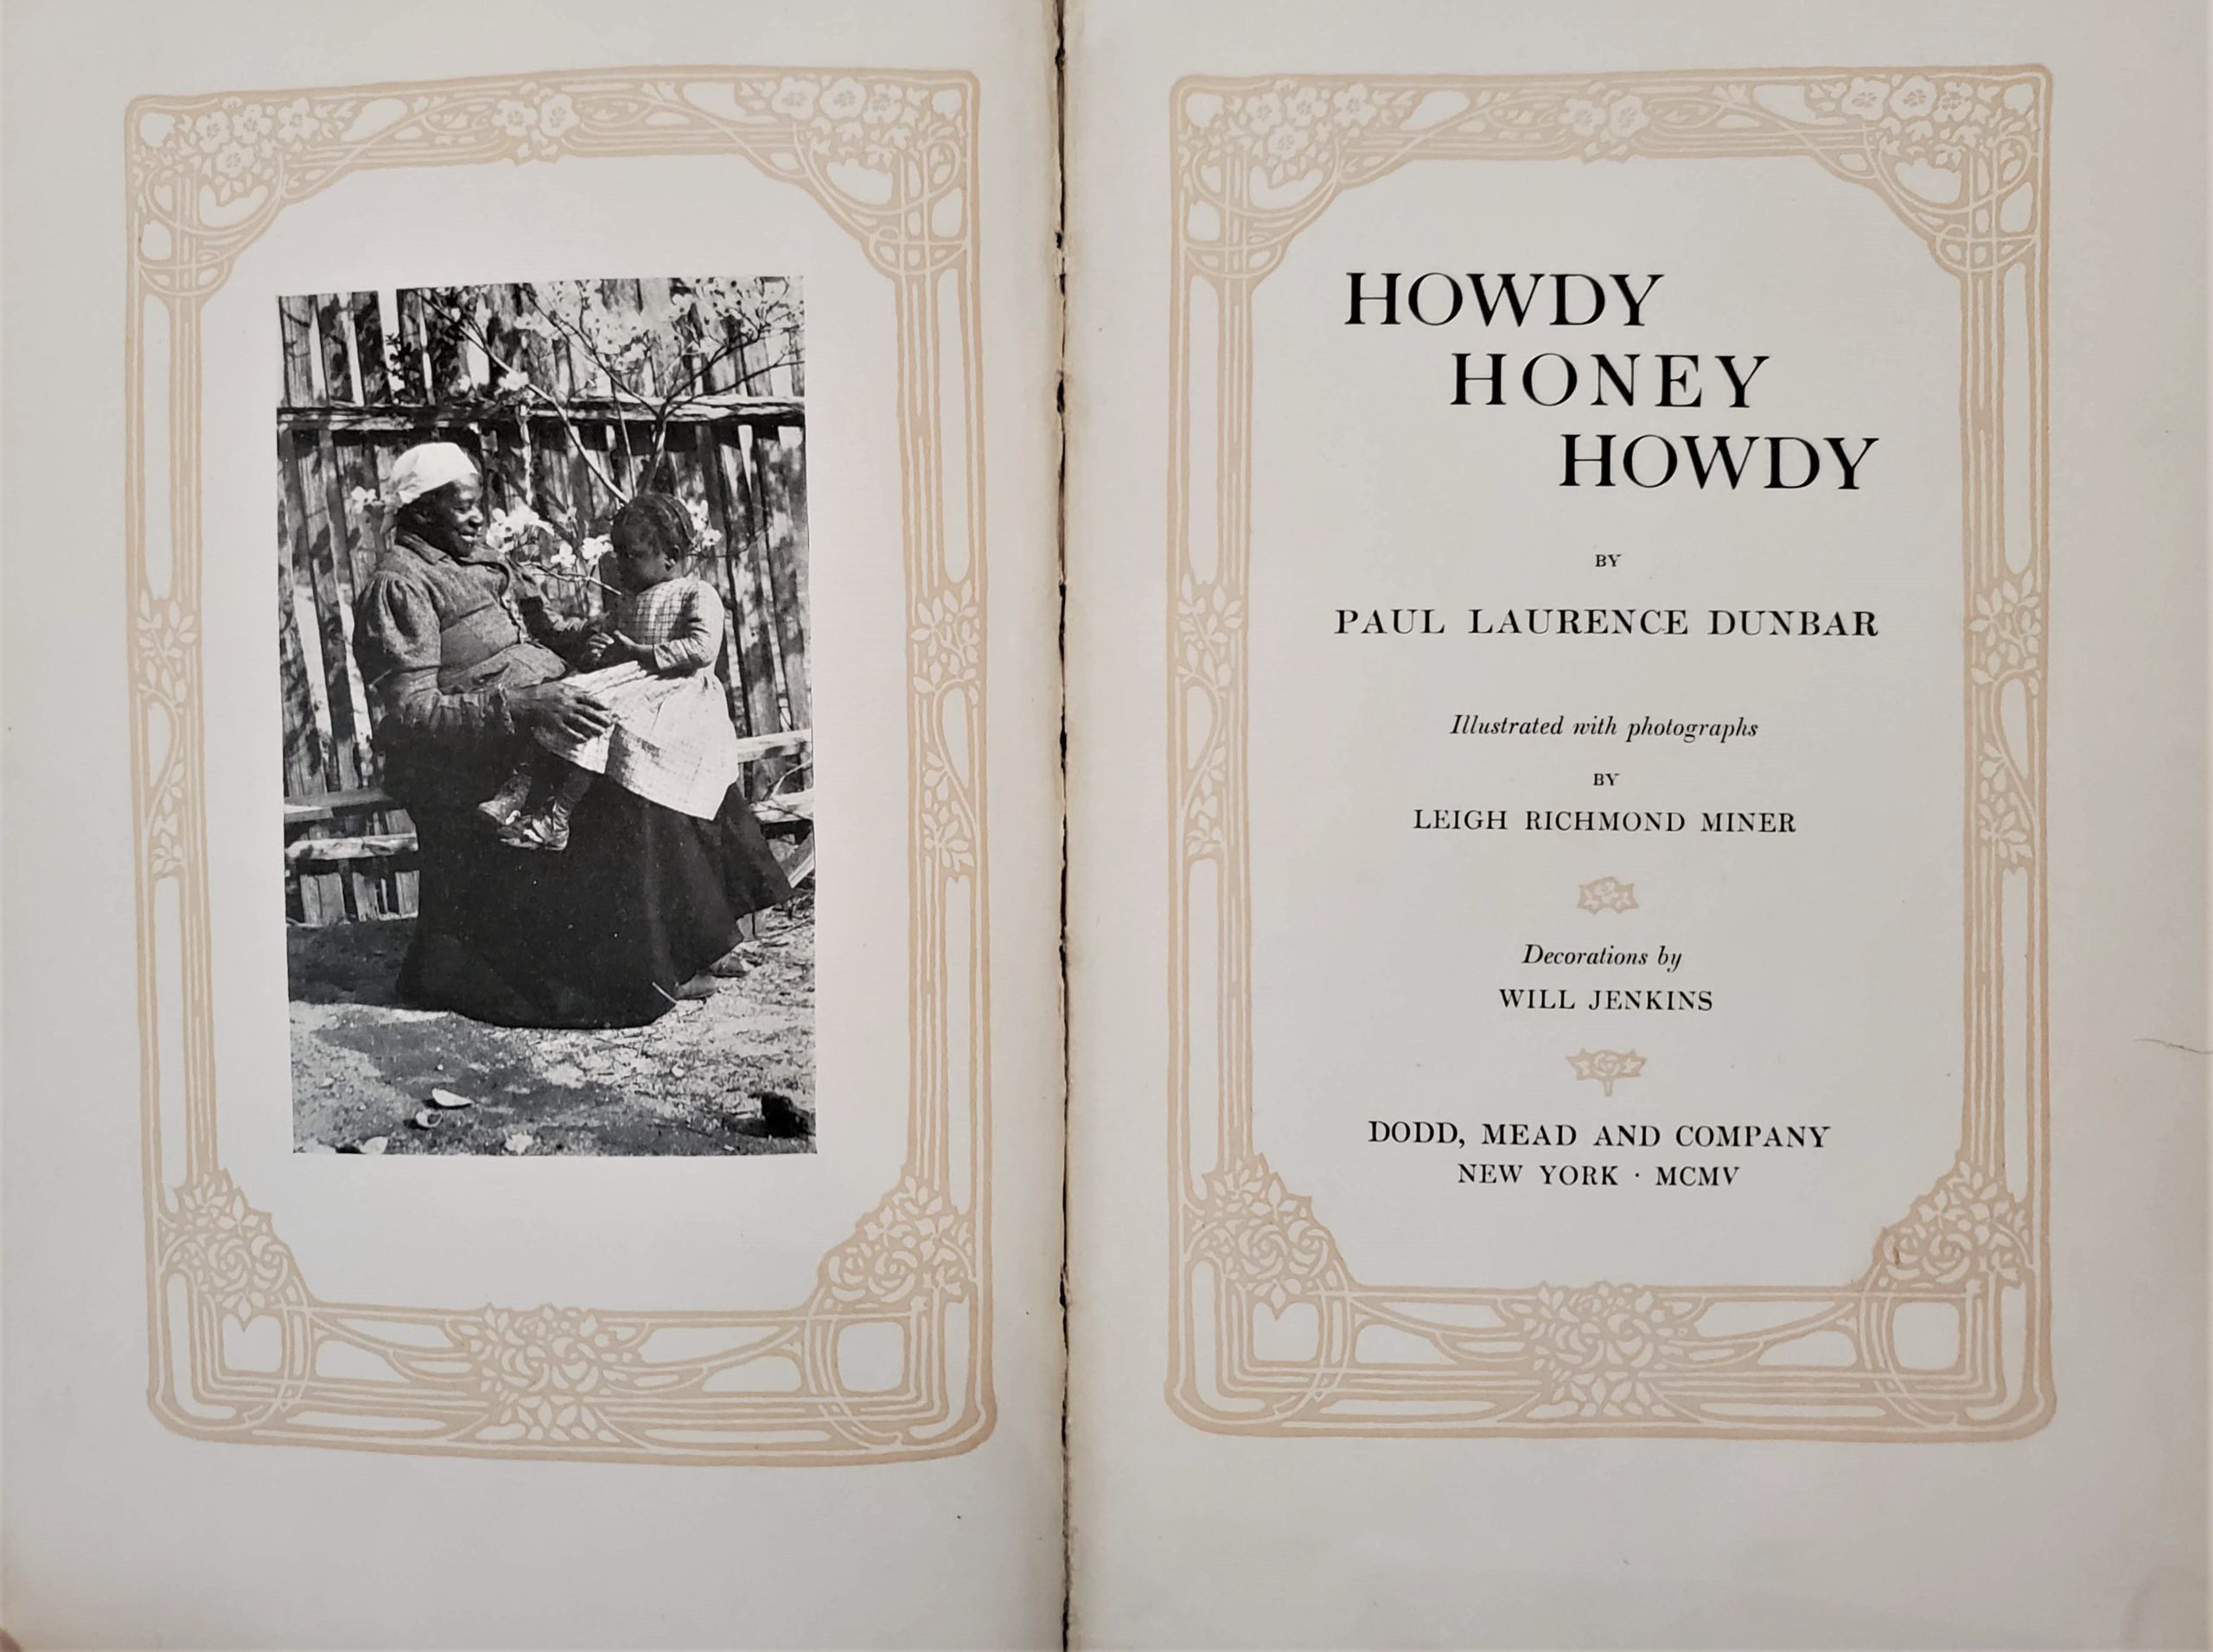 HOWDY
HONEY
HOWDY
BY
PAUL LAURENCE DUNBAR
Illustrated with photographs
BY
LEIGH RICHMOND MINER
Decorations by
WILL JENKINS
DODD, MEAD AND COMPANY
NEW YORK · MCMV